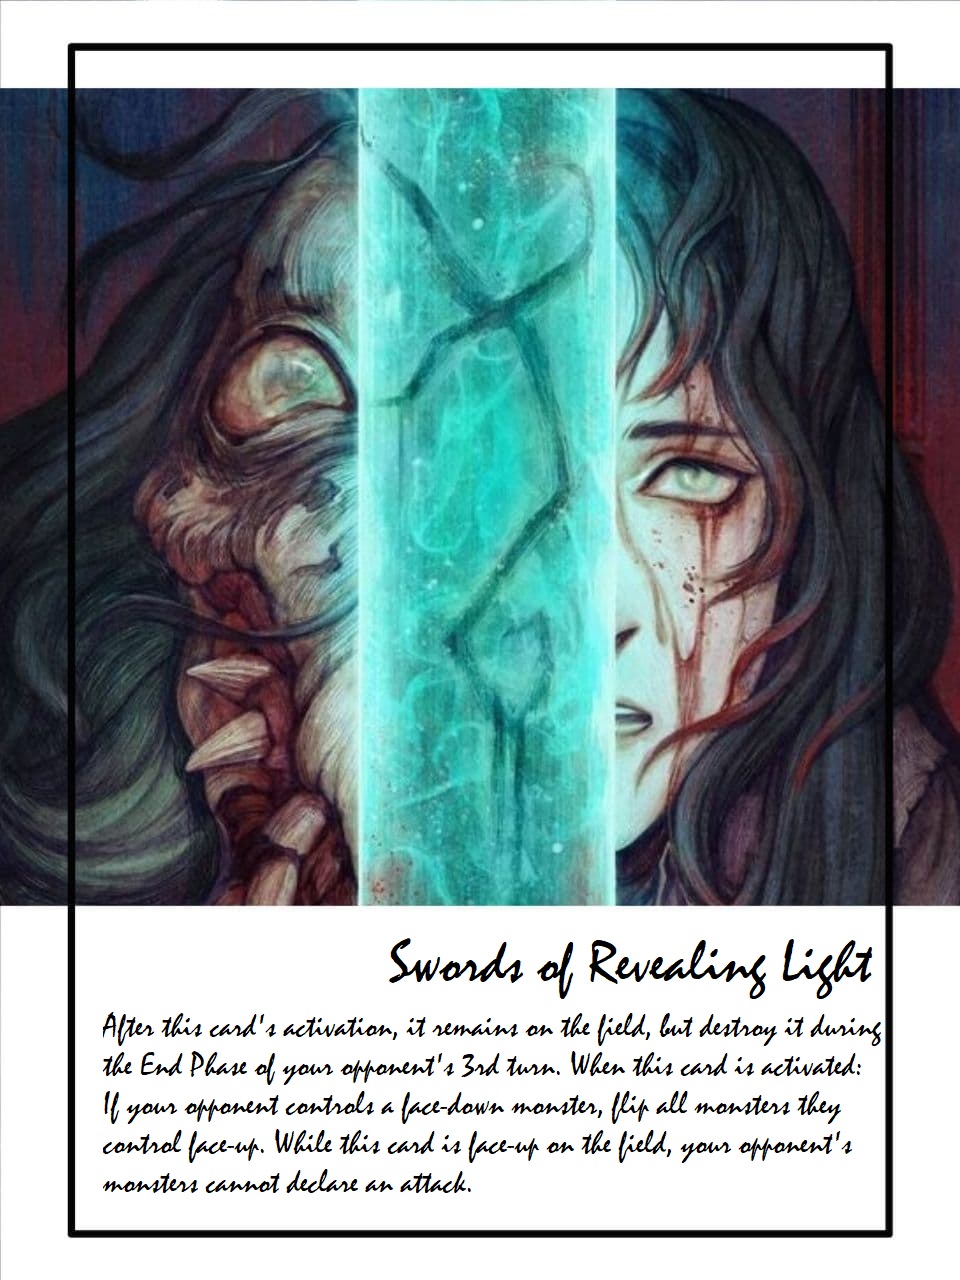 Swords of Revealing Light
After this card's activation, it remains on the field, but destroy it during
the End Phase of your opponent's 3rd turn. When this card is activated:
If your opponent controls a face-down monster, flip all monsters they
control face-up. While this card is face-up on the field, your opponent's
monsters cannot declare an attack.